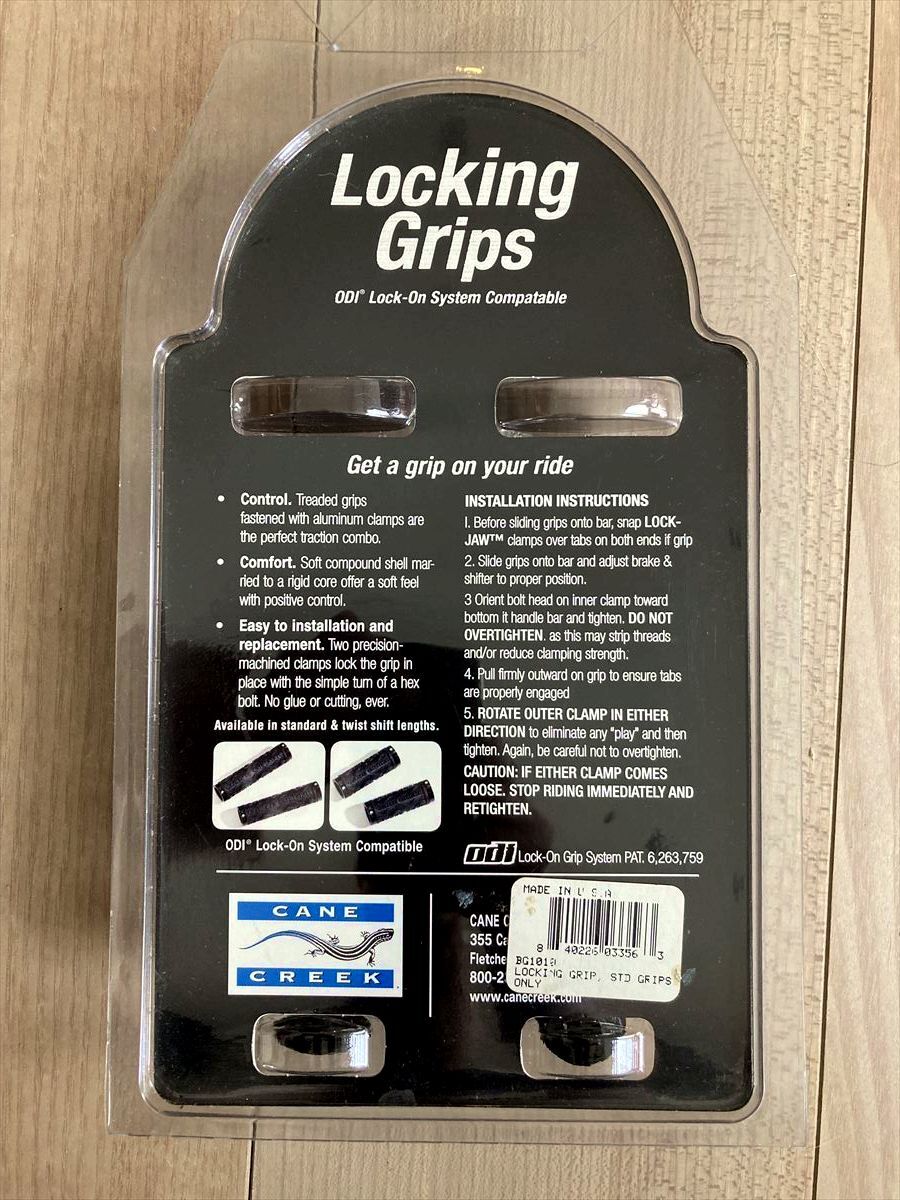 Locking
Grips
ODI® Lock-On System Compatable
Get a grip on your ride
• Control. Treaded grips
fastened with aluminum clamps are
the perfect traction combo.
• Comfort. Soft compound shell mar-
ried to a rigid core offer a soft feel
with positive control.
• Easy to installation and
replacement. Two precision-
machined clamps lock the grip in
place with the simple turn of a hex
bolt. No glue or cutting, ever.
Available in standard & twist shift lengths.
ODI® Lock-On System Compatible
INSTALLATION INSTRUCTIONS
I. Before sliding grips onto bar, snap LOCK-
JAW™ clamps over tabs on both ends if grip
2. Slide grips onto bar and adjust brake &
shifter to proper position.
3 Orient bolt head on inner clamp toward
bottom it handle bar and tighten. DO NOT
OVERTIGHTEN. as this may strip threads
and/or reduce clamping strength.
4. Pull firmly outward on grip to ensure tabs
are properly engaged
5. ROTATE OUTER CLAMP IN EITHER
DIRECTION to eliminate any "play" and then
tighten. Again, be careful not to overtighten.
CAUTION: IF EITHER CLAMP COMES
LOOSE. STOP RIDING IMMEDIATELY AND
RETIGHTEN.
odi Lock-On Grip System PAT. 6,263,759
CANE
CREEK
CANE
355
800-2
www.canecreek.com
MADE IN U.S.A
8 40226 03356 3
LOCKING GRIP, STD GRIPS
ONLY